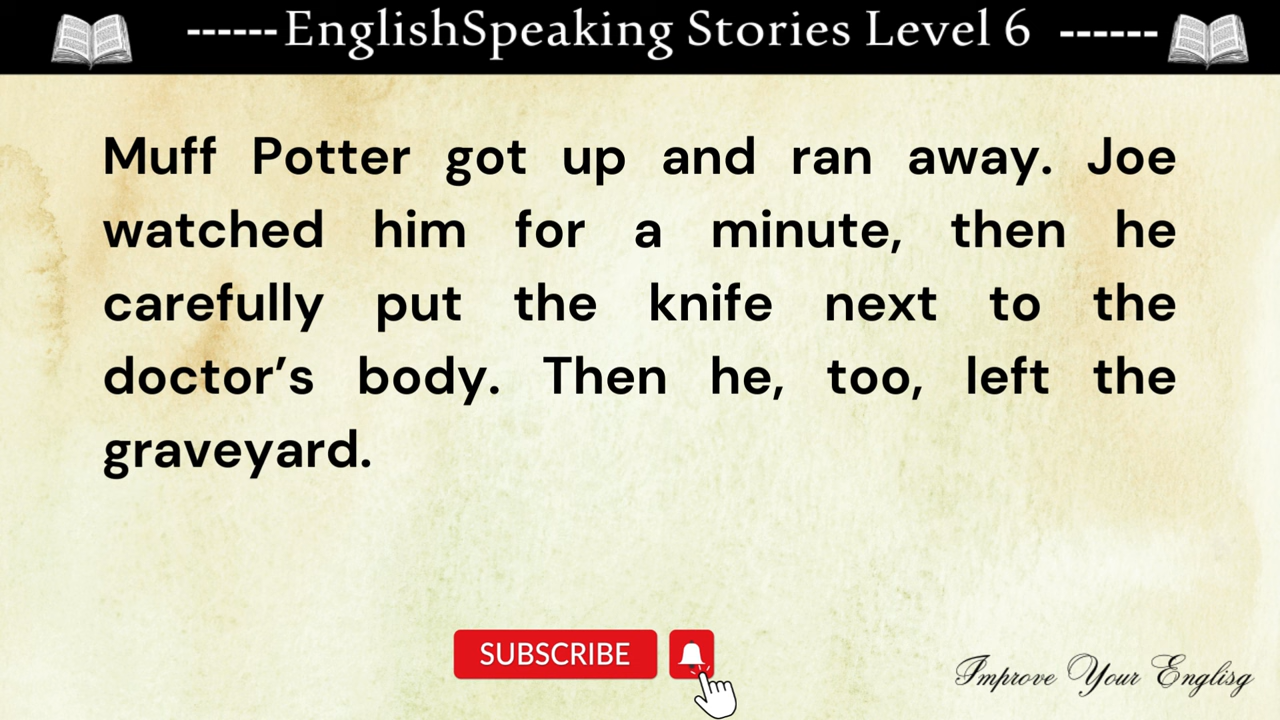 ------EnglishSpeaking Stories Level 6 ------
Muff Potter got up and ran away. Joe
watched him for a minute, then he
carefully put the knife next to the
doctor’s body. Then he, too, left the
graveyard.
SUBSCRIBE
Improve Your Englisg